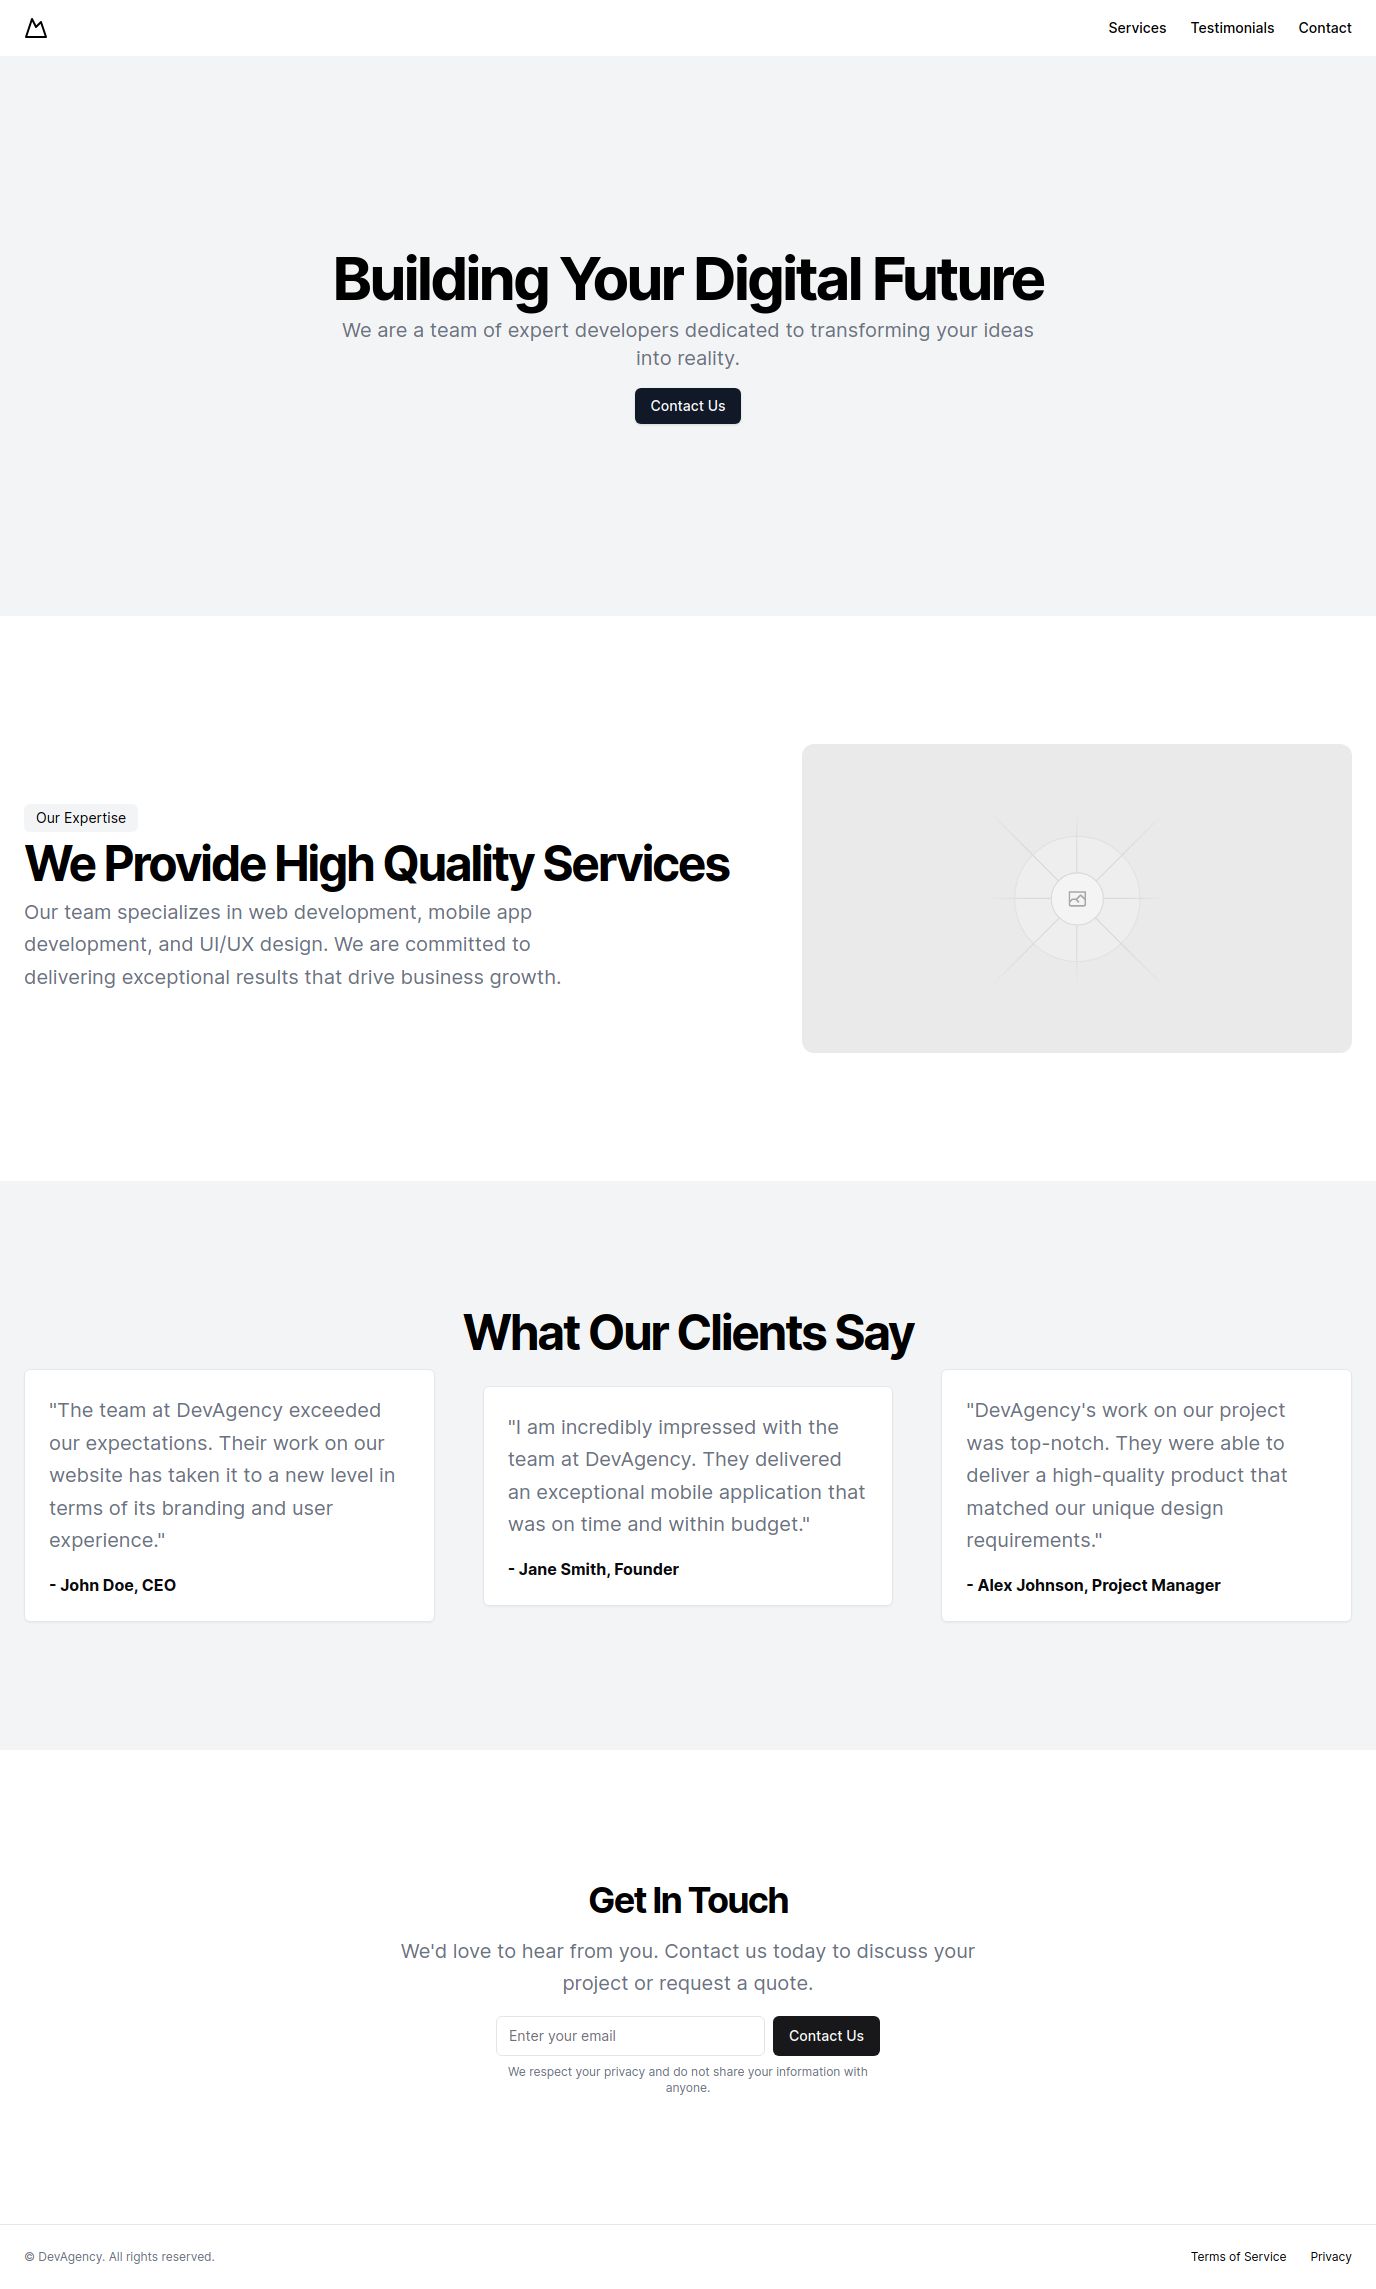 Services Testimonials Contact
Building Your Digital Future
We are a team of expert developers dedicated to transforming your ideas
into reality.
Contact Us
Our Expertise
We Provide High Quality Services
Our team specializes in web development, mobile app
development, and UI/UX design. We are committed to
delivering exceptional results that drive business growth.
What Our Clients Say
"The team at DevAgency exceeded
our expectations. Their work on our
website has taken it to a new level in
terms of its branding and user
experience."
- John Doe, CEO
"I am incredibly impressed with the
team at DevAgency. They delivered
an exceptional mobile application that
was on time and within budget."
- Jane Smith, Founder
"DevAgency's work on our project
was top-notch. They were able to
deliver a high-quality product that
matched our unique design
requirements."
- Alex Johnson, Project Manager
Get In Touch
We'd love to hear from you. Contact us today to discuss your
project or request a quote.
Enter your email
Contact Us
We respect your privacy and do not share your information with
anyone.
© DevAgency. All rights reserved.
Terms of Service Privacy